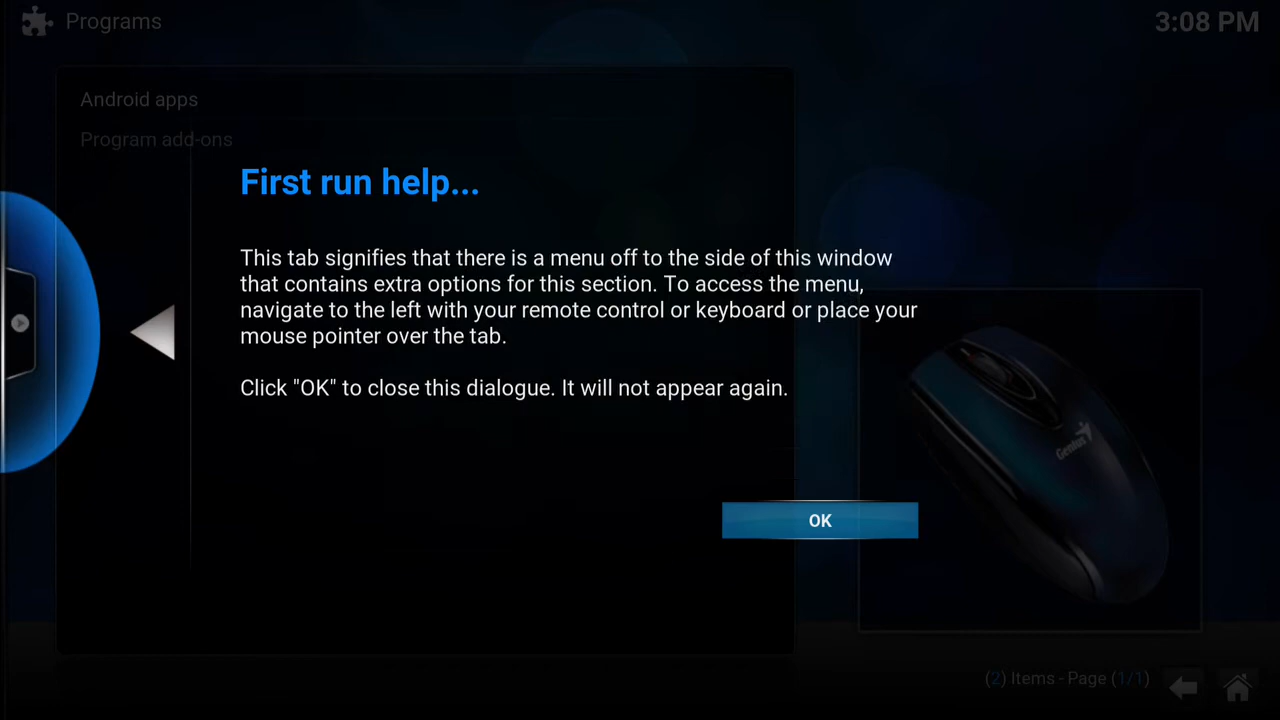 Programs
3:08 PM
Android apps
Program add-ons
First run help...
This tab signifies that there is a menu off to the side of this window
that contains extra options for this section. To access the menu,
navigate to the left with your remote control or keyboard or place your
mouse pointer over the tab.
Click "OK" to close this dialogue. It will not appear again.
Genius
OK
(2) Items - Page (1/1)